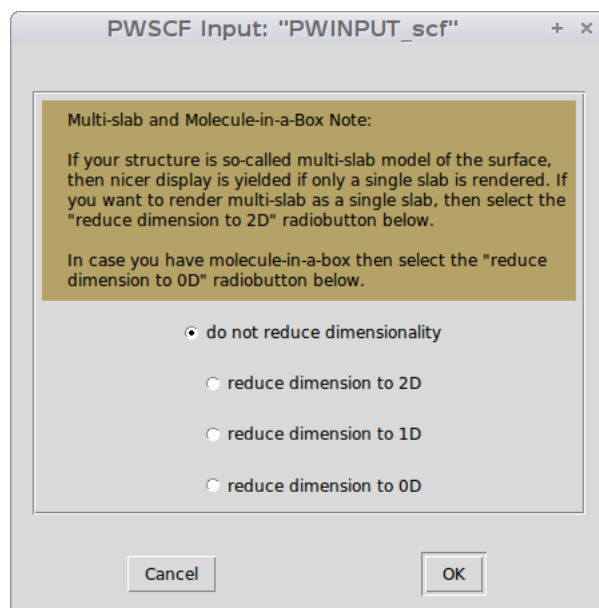 PWSCF Input: "PWINPUT_scf"
Multi-slab and Molecule-in-a-Box Note:
If your structure is so-called multi-slab model of the surface,
then nicer display is yielded if only a single slab is rendered. If
you want to render multi-slab as a single slab, then select the
"reduce dimension to 2D" radiobutton below.
In case you have molecule-in-a-box then select the "reduce
dimension to 0D" radiobutton below.
do not reduce dimensionality
reduce dimension to 2D
reduce dimension to 1D
reduce dimension to 0D
Cancel
OK